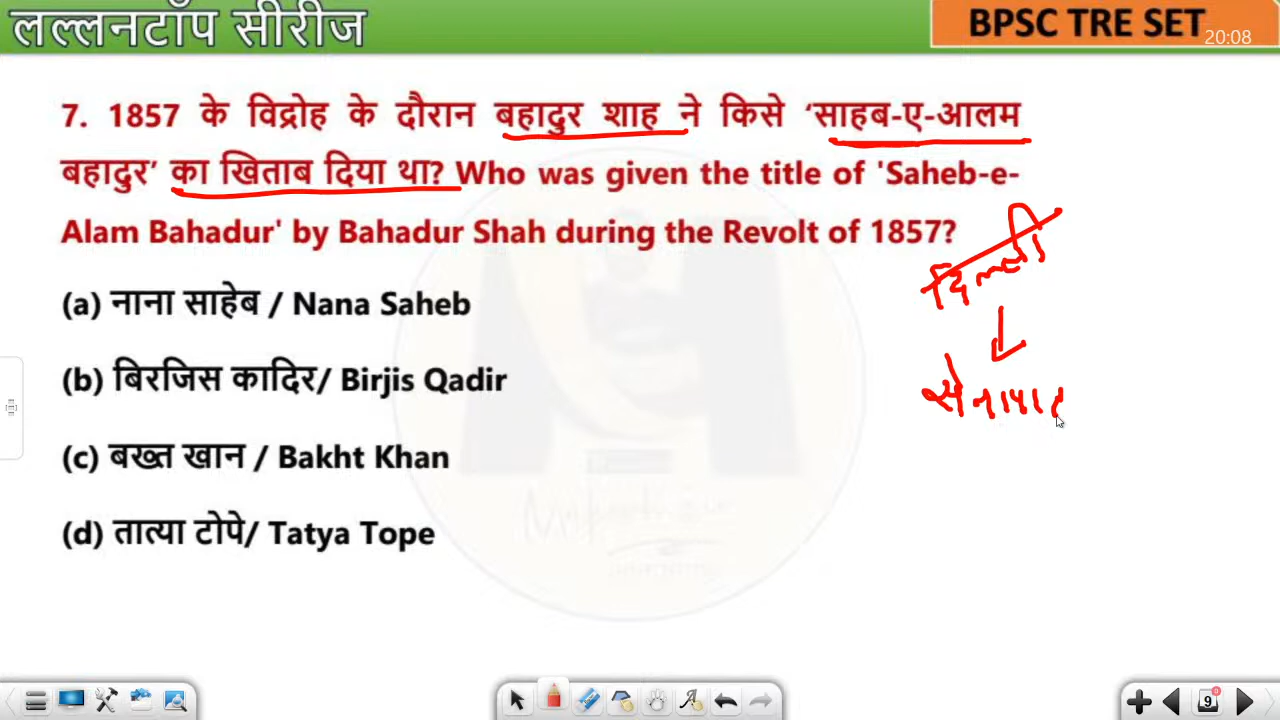 लल्लनटॉप सीरीज
BPSC TRE SET
20:08
7. 1857 के विद्रोह के दौरान बहादुर शाह ने किसे ‘साहब-ए-आलम
बहादुर’ का खिताब दिया था? Who was given the title of 'Saheb-e-
Alam Bahadur' by Bahadur Shah during the Revolt of 1857?
(a) नाना साहेब / Nana Saheb
(b) बिरजिस कादिर/ Birjis Qadir
(c) बख्त खान / Bakht Khan
(d) तात्या टोपे/ Tatya Tope
दिल्ली
9